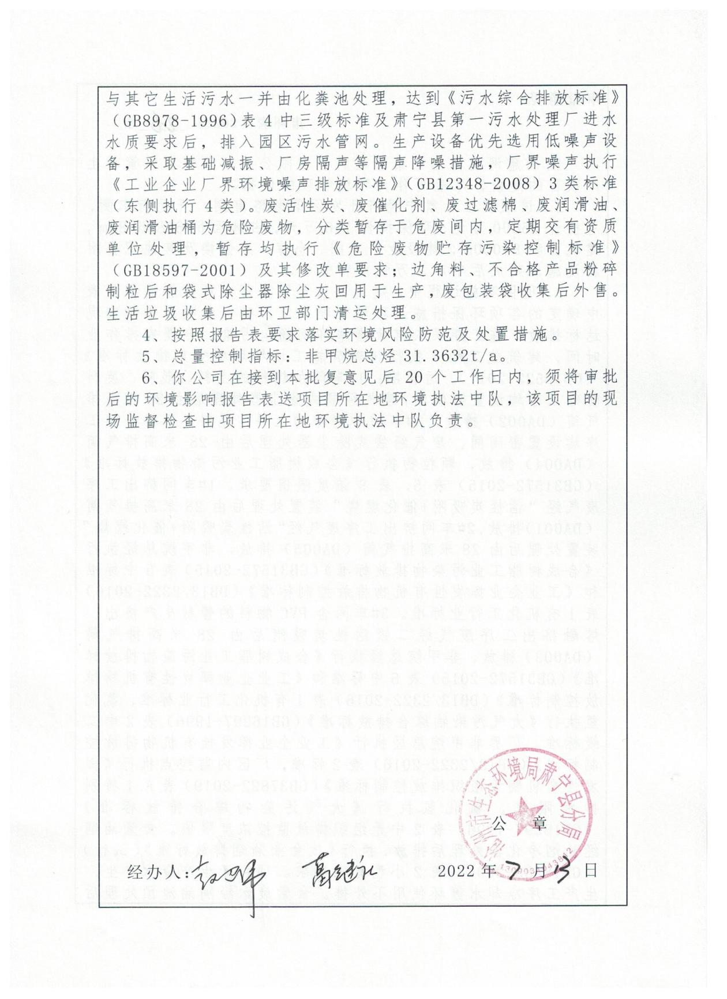 与其它生活污水一并由化粪池处理，达到《污水综合排放标准》
（GB8978-1996)表 4 中三级标准及肃宁县第一污水处理厂进水
水质要求后，排入园区污水管网。生产设备优先选用低噪声设
备，采取基础减振、厂房隔声等隔声降噪措施，厂界噪声执行
《工业企业厂界环境噪声排放标准》（GB12348-2008）3 类标准
（东侧执行 4 类）。废活性炭、废催化剂、废过滤棉、废润滑油、
废润滑油桶为危险废物，分类暂存于危废间内，定期交有资质
单位处理，暂存均执行《危险废物贮存污染控制标准》
（GB18597-2001）及其修改单要求；边角料、不合格产品粉碎
制粒后和袋式除尘器除尘灰回用于生产，废包装袋收集后外售。
生活垃圾收集后由环卫部门清运处理。
4、按照报告表要求落实环境风险防范及处置措施。
5、总量控制指标：非甲烷总烃 31.3632t/a。
6、你公司在接到本批复意见后 20 个工作日内，须将审批
后的环境影响报告表送项目所在地环境执法中队，该项目的现
场监督检查由项目所在地环境执法中队负责。
沧州市生态环境局肃宁县分局
公 章
经办人：
2022 年 7 月 13 日